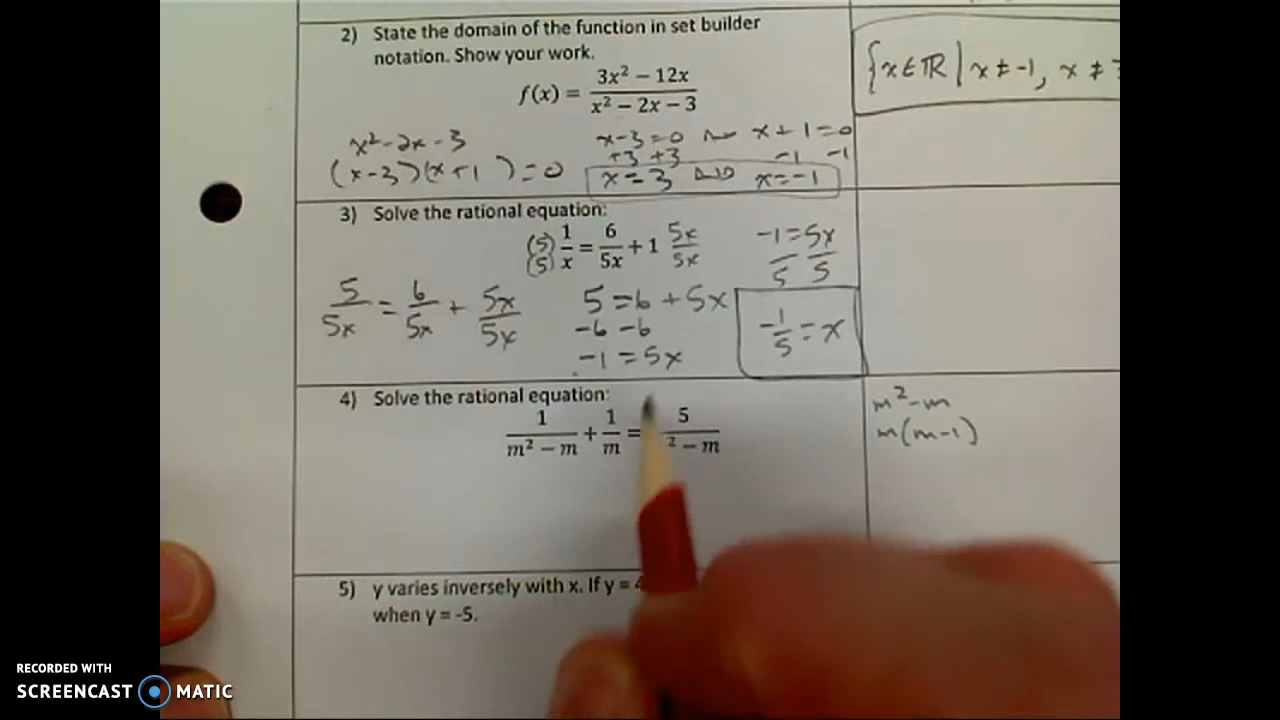 2) State the domain of the function in set builder
notation. Show your work.
f(x) = (3x² − 12x)/(x² − 2x − 3)
{x ∈ ℝ | x ≠ -1, x ≠
x²-2x-3
(x-3)(x+1)=0
x-3=0 x+1=0
+3 +3 -1 -1
x=3 x=-1
3) Solve the rational equation:
(5)/(5) 1/x = 6/5x + 1 5x/5x
5/5x = 6/5x + 5x/5x
5=6+5x
-6 -6
-1=5x
-1=5x
5 5
-1/5=x
4) Solve the rational equation:
1/(m² − m) + 1/m = 5/( ² − m)
m²-m
m(m-1)
5) y varies inversely with x. If y =
when y = -5.
RECORDED WITH
SCREENCAST MATIC